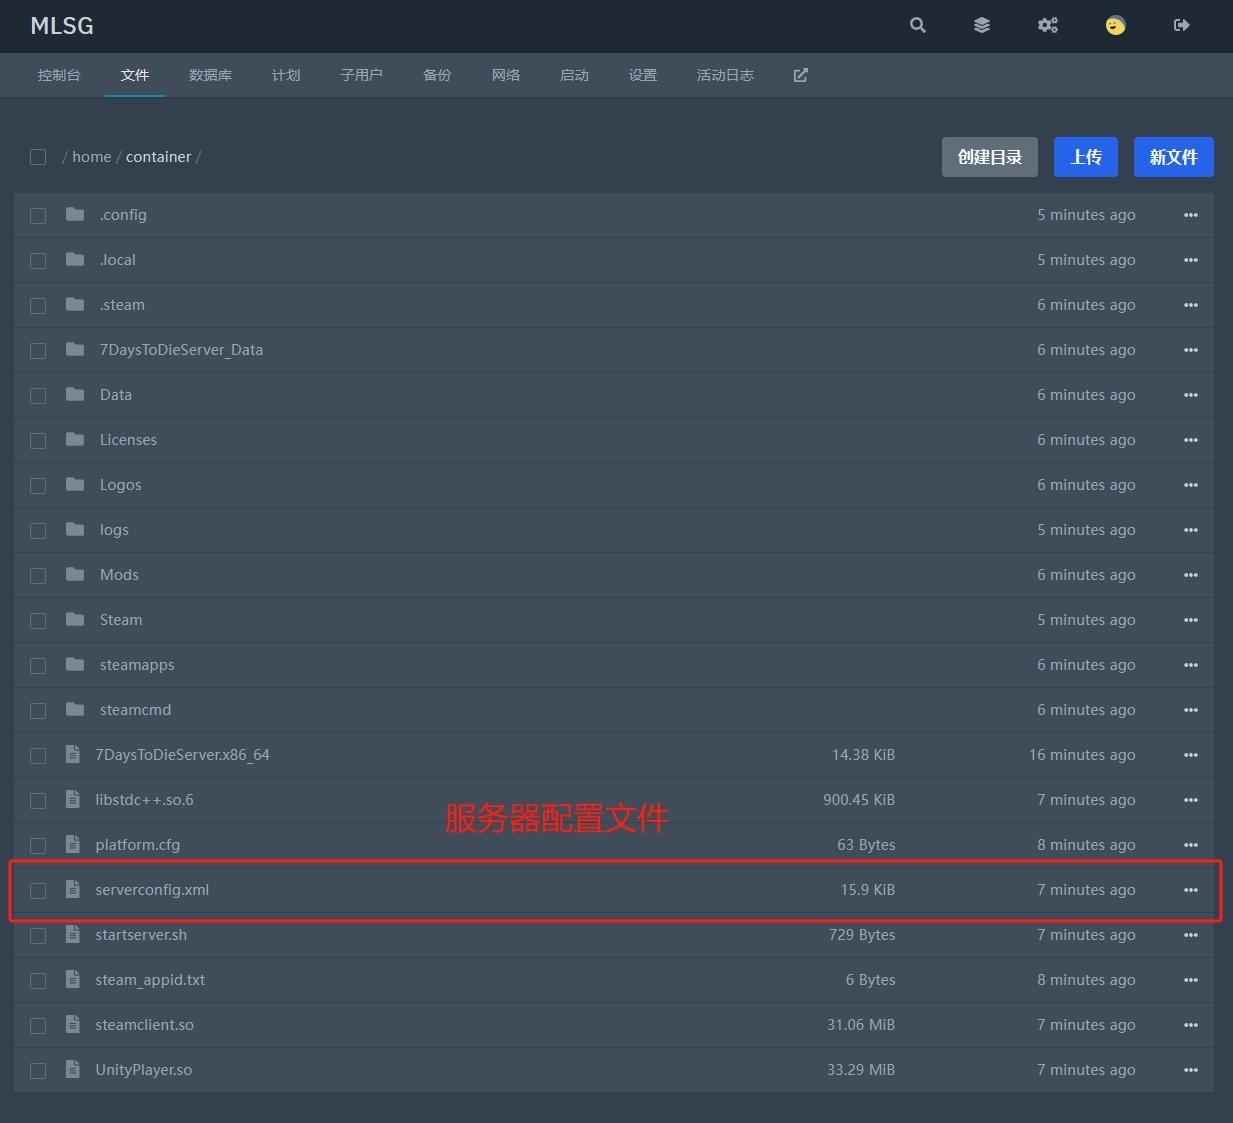 MLSG
控制台 文件 数据库 计划 子用户 备份 网络 启动 设置 活动日志
/ home / container / 创建目录 上传 新文件
.config 5 minutes ago
.local 5 minutes ago
.steam 6 minutes ago
7DaysToDieServer_Data 6 minutes ago
Data 6 minutes ago
Licenses 6 minutes ago
Logos 6 minutes ago
logs 5 minutes ago
Mods 6 minutes ago
Steam 5 minutes ago
steamapps 6 minutes ago
steamcmd 6 minutes ago
7DaysToDieServer.x86_64 14.38 KiB 16 minutes ago
libstdc++.so.6 900.45 KiB 7 minutes ago
服务器配置文件
platform.cfg 63 Bytes 8 minutes ago
serverconfig.xml 15.9 KiB 7 minutes ago
startserver.sh 729 Bytes 7 minutes ago
steam_appid.txt 6 Bytes 8 minutes ago
steamclient.so 31.06 MiB 7 minutes ago
UnityPlayer.so 33.29 MiB 7 minutes ago